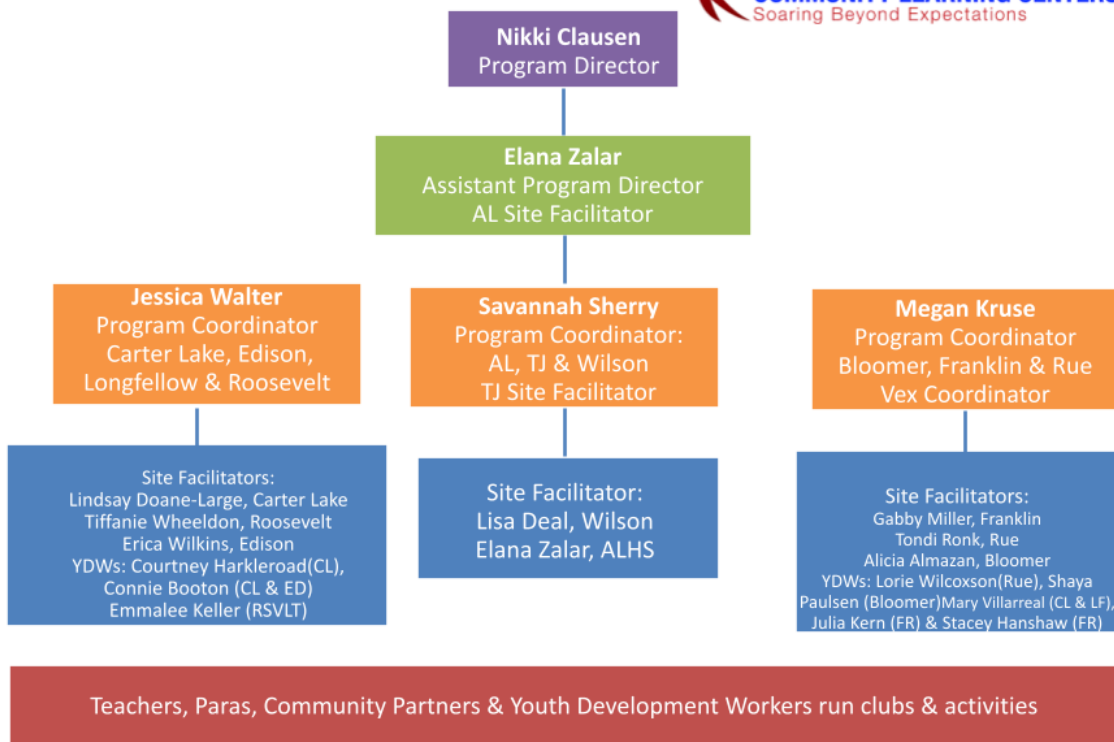 COMMUNITY LEARNING CENTERS
Soaring Beyond Expectations
Nikki Clausen
Program Director
Elana Zalar
Assistant Program Director
AL Site Facilitator
Jessica Walter
Program Coordinator
Carter Lake, Edison,
Longfellow & Roosevelt
Savannah Sherry
Program Coordinator:
AL, TJ & Wilson
TJ Site Facilitator
Megan Kruse
Program Coordinator
Bloomer, Franklin & Rue
Vex Coordinator
Site Facilitators:
Lindsay Doane-Large, Carter Lake
Tiffanie Wheeldon, Roosevelt
Erica Wilkins, Edison
YDWs: Courtney Harkleroad(CL),
Connie Booton (CL & ED)
Emmalee Keller (RSVLT)
Site Facilitator:
Lisa Deal, Wilson
Elana Zalar, ALHS
Site Facilitators:
Gabby Miller, Franklin
Tondi Ronk, Rue
Alicia Almazan, Bloomer
YDWs: Lorie Wilcoxson(Rue), Shaya
Paulsen (Bloomer)Mary Villarreal (CL & LF),
Julia Kern (FR) & Stacey Hanshaw (FR)
Teachers, Paras, Community Partners & Youth Development Workers run clubs & activities